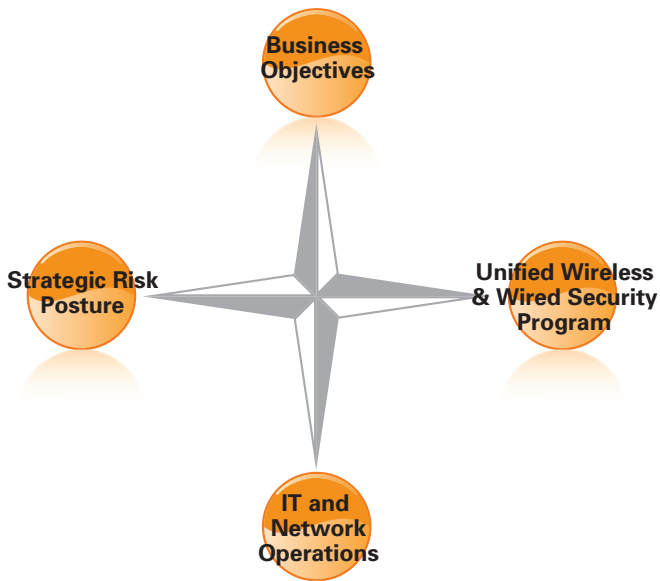 Business
Objectives
Strategic Risk
Posture
Unified Wireless
& Wired Security
Program
IT and
Network
Operations